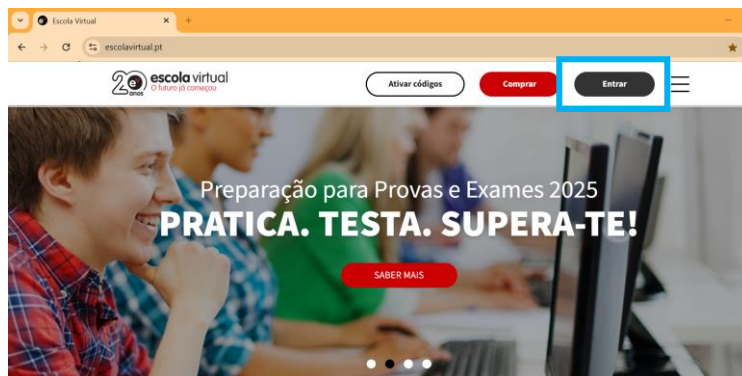 Escola Virtual
escolavirtual.pt
20 anos
escola virtual
O futuro já começou
Ativar códigos
Comprar
Entrar
Preparação para Provas e Exames 2025
PRATICA. TESTA. SUPERA-TE!
SABER MAIS